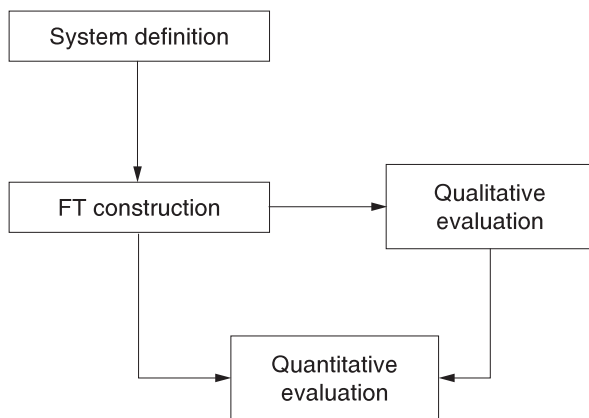 System definition
FT construction
Qualitative
evaluation
Quantitative
evaluation